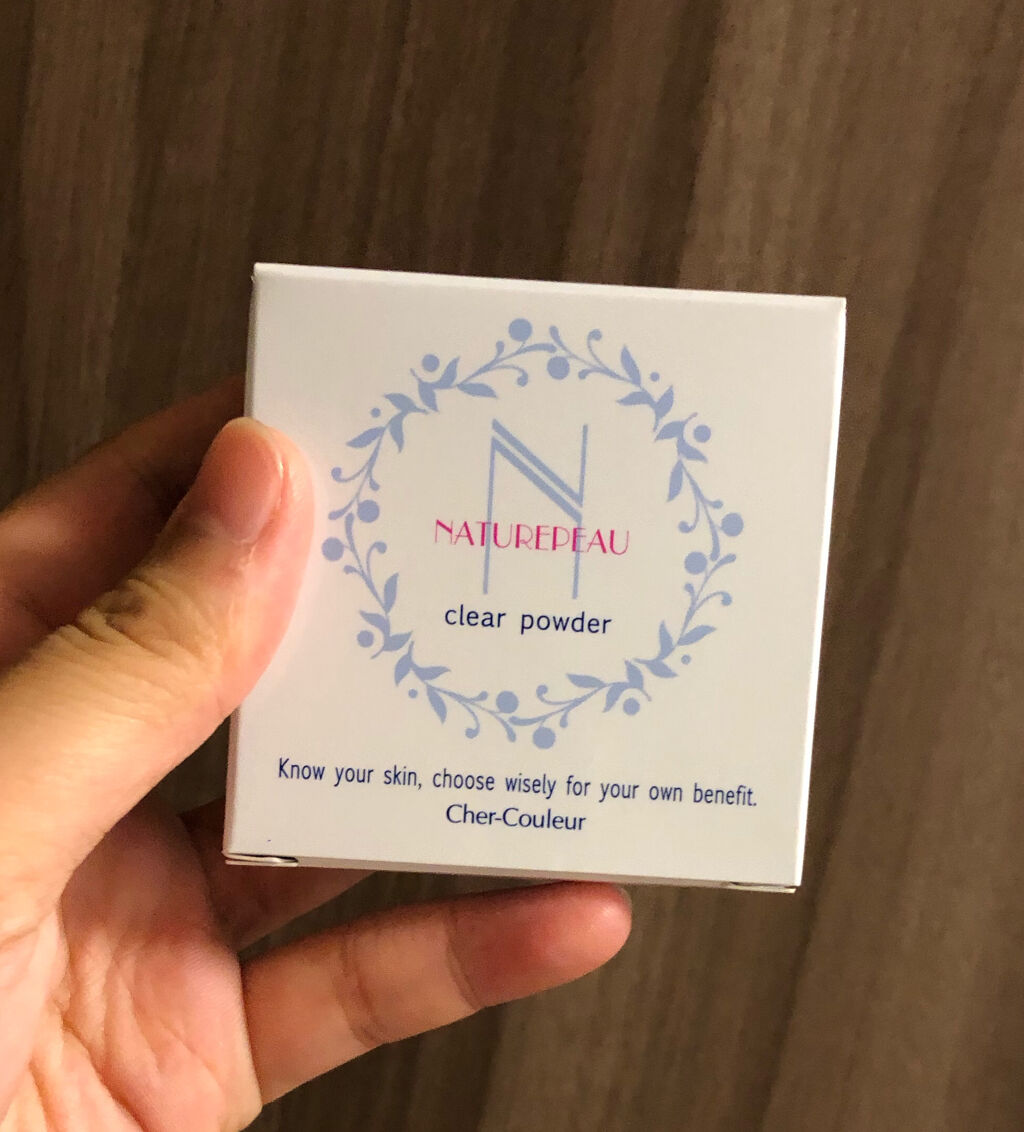 N
NATUREPEAU
clear powder
Know your skin, choose wisely for your own benefit.
Cher-Couleur